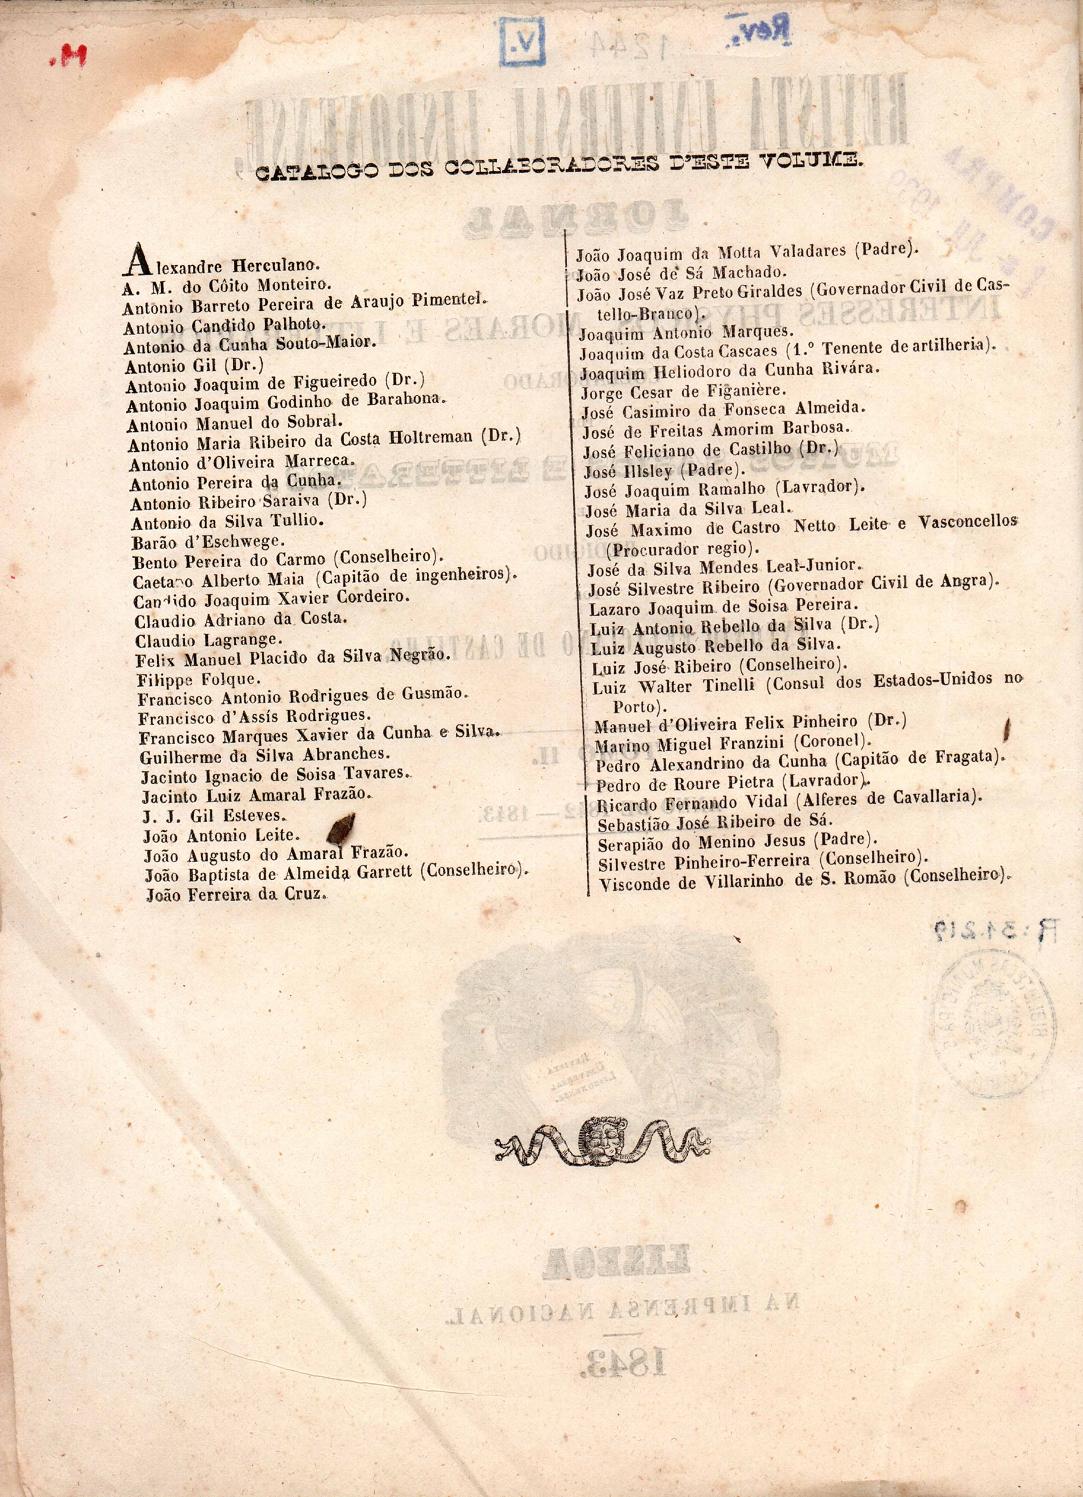 CATALOGO DOS COLLABORADORES D'ESTE VOLUME.
Alexandre Herculano.
A. M. do Côito Monteiro.
Antonio Barreto Pereira de Araujo Pimentel.
Antonio Candido Palhoto.
Antonio da Cunha Souto-Maior.
Antonio Gil (Dr.)
Antonio Joaquim de Figueiredo (Dr.)
Antonio Joaquim Godinho de Barahona.
Antonio Manuel do Sobral.
Antonio Maria Ribeiro da Costa Holtreman (Dr.)
Antonio d'Oliveira Marreca.
Antonio Pereira da Cunha.
Antonio Ribeiro Saraiva (Dr.)
Antonio da Silva Tullio.
Barão d'Eschwege.
Bento Pereira do Carmo (Conselheiro).
Caetano Alberto Maia (Capitão de ingenheiros).
Candido Joaquim Xavier Cordeiro.
Claudio Adriano da Costa.
Claudio Lagrange.
Felix Manuel Placido da Silva Negrão.
Filippe Folque.
Francisco Antonio Rodrigues de Gusmão.
Francisco d'Assís Rodrigues.
Francisco Marques Xavier da Cunha e Silva.
Guilherme da Silva Abranches.
Jacinto Ignacio de Soisa Tavares.
Jacinto Luiz Amaral Frazão.
J. J. Gil Esteves.
João Antonio Leite.
João Augusto do Amaral Frazão.
João Baptista de Almeida Garrett (Conselheiro).
João Ferreira da Cruz.
João Joaquim da Motta Valadares (Padre).
João José de Sá Machado.
João José Vaz Preto Giraldes (Governador Civil de Cas-
tello-Branco).
Joaquim Antonio Marques.
Joaquim da Costa Cascaes (1.º Tenente de artilheria).
Joaquim Heliodoro da Cunha Rivára.
Jorge Cesar de Figanière.
José Casimiro da Fonseca Almeida.
José de Freitas Amorim Barbosa.
José Feliciano de Castilho (Dr.)
José Illsley (Padre).
José Joaquim Ramalho (Lavrador).
José Maria da Silva Leal.
José Maximo de Castro Netto Leite e Vasconcellos
(Procurador regio).
José da Silva Mendes Leal-Junior.
José Silvestre Ribeiro (Governador Civil de Angra).
Lazaro Joaquim de Soisa Pereira.
Luiz Antonio Rebello da Silva (Dr.)
Luiz Augusto Rebello da Silva.
Luiz José Ribeiro (Conselheiro).
Luiz Walter Tinelli (Consul dos Estados-Unidos no
Porto).
Manuel d'Oliveira Felix Pinheiro (Dr.)
Marino Miguel Franzini (Coronel).
Pedro Alexandrino da Cunha (Capitão de Fragata).
Pedro de Roure Pietra (Lavrador).
Ricardo Fernando Vidal (Alferes de Cavallaria).
Sebastião José Ribeiro de Sá.
Serapião do Menino Jesus (Padre).
Silvestre Pinheiro-Ferreira (Conselheiro).
Visconde de Villarinho de S. Romão (Conselheiro).